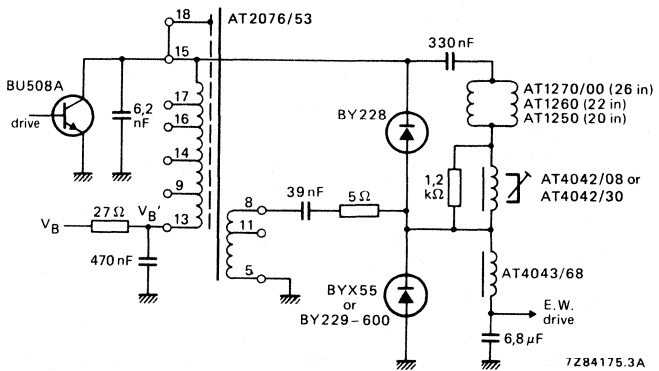 18
AT2076/53
15
330 nF
BU508A
drive
6,2
nF
17
16
14
9
13
BY228
AT1270/00 (26 in)
AT1260 (22 in)
AT1250 (20 in)
1,2
kΩ
AT4042/08 or
AT4042/30
39 nF
5 Ω
8
11
5
VB
27 Ω
VB'
470 nF
BYX55
or
BY229-600
AT4043/68
E.W.
drive
6,8 μF
7Z84175.3A